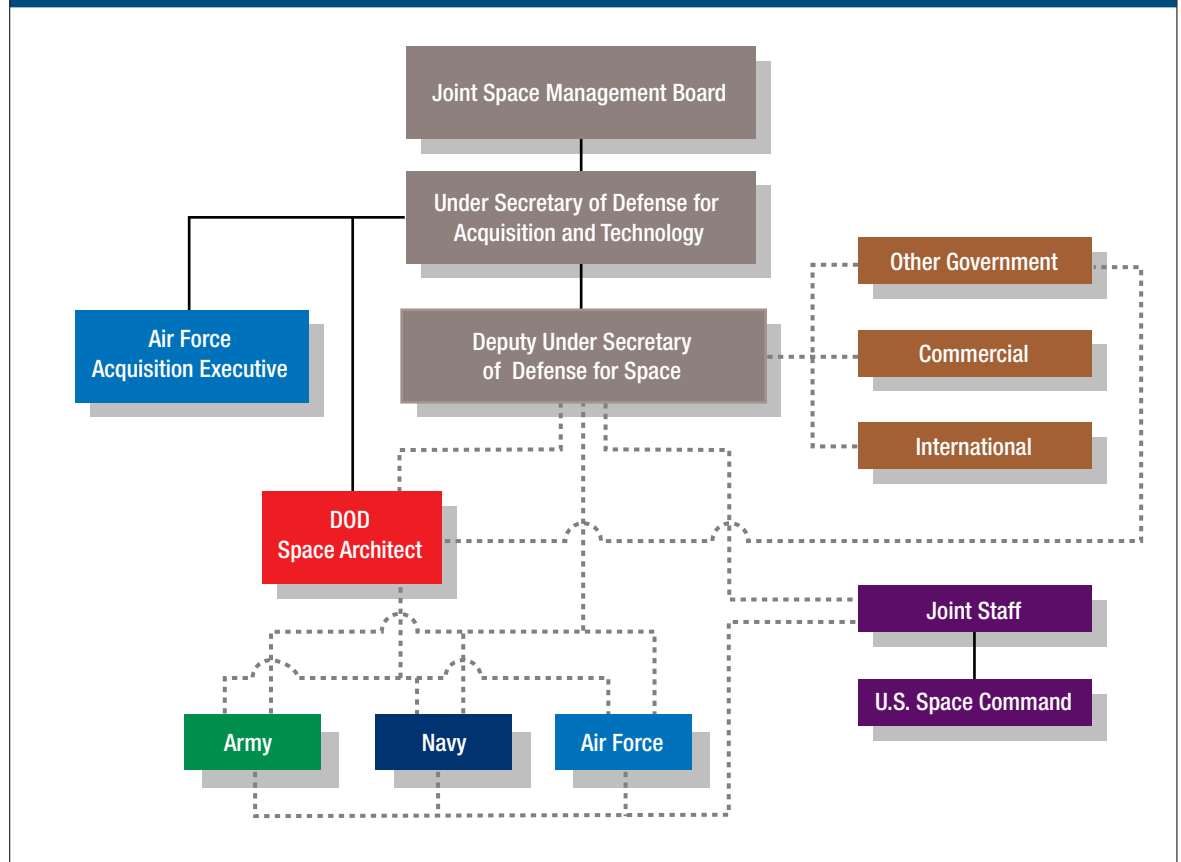 Joint Space Management Board
Under Secretary of Defense for
Acquisition and Technology
Other Government
Air Force
Acquisition Executive
Deputy Under Secretary
of Defense for Space
Commercial
International
DOD
Space Architect
Joint Staff
U.S. Space Command
Army
Navy
Air Force